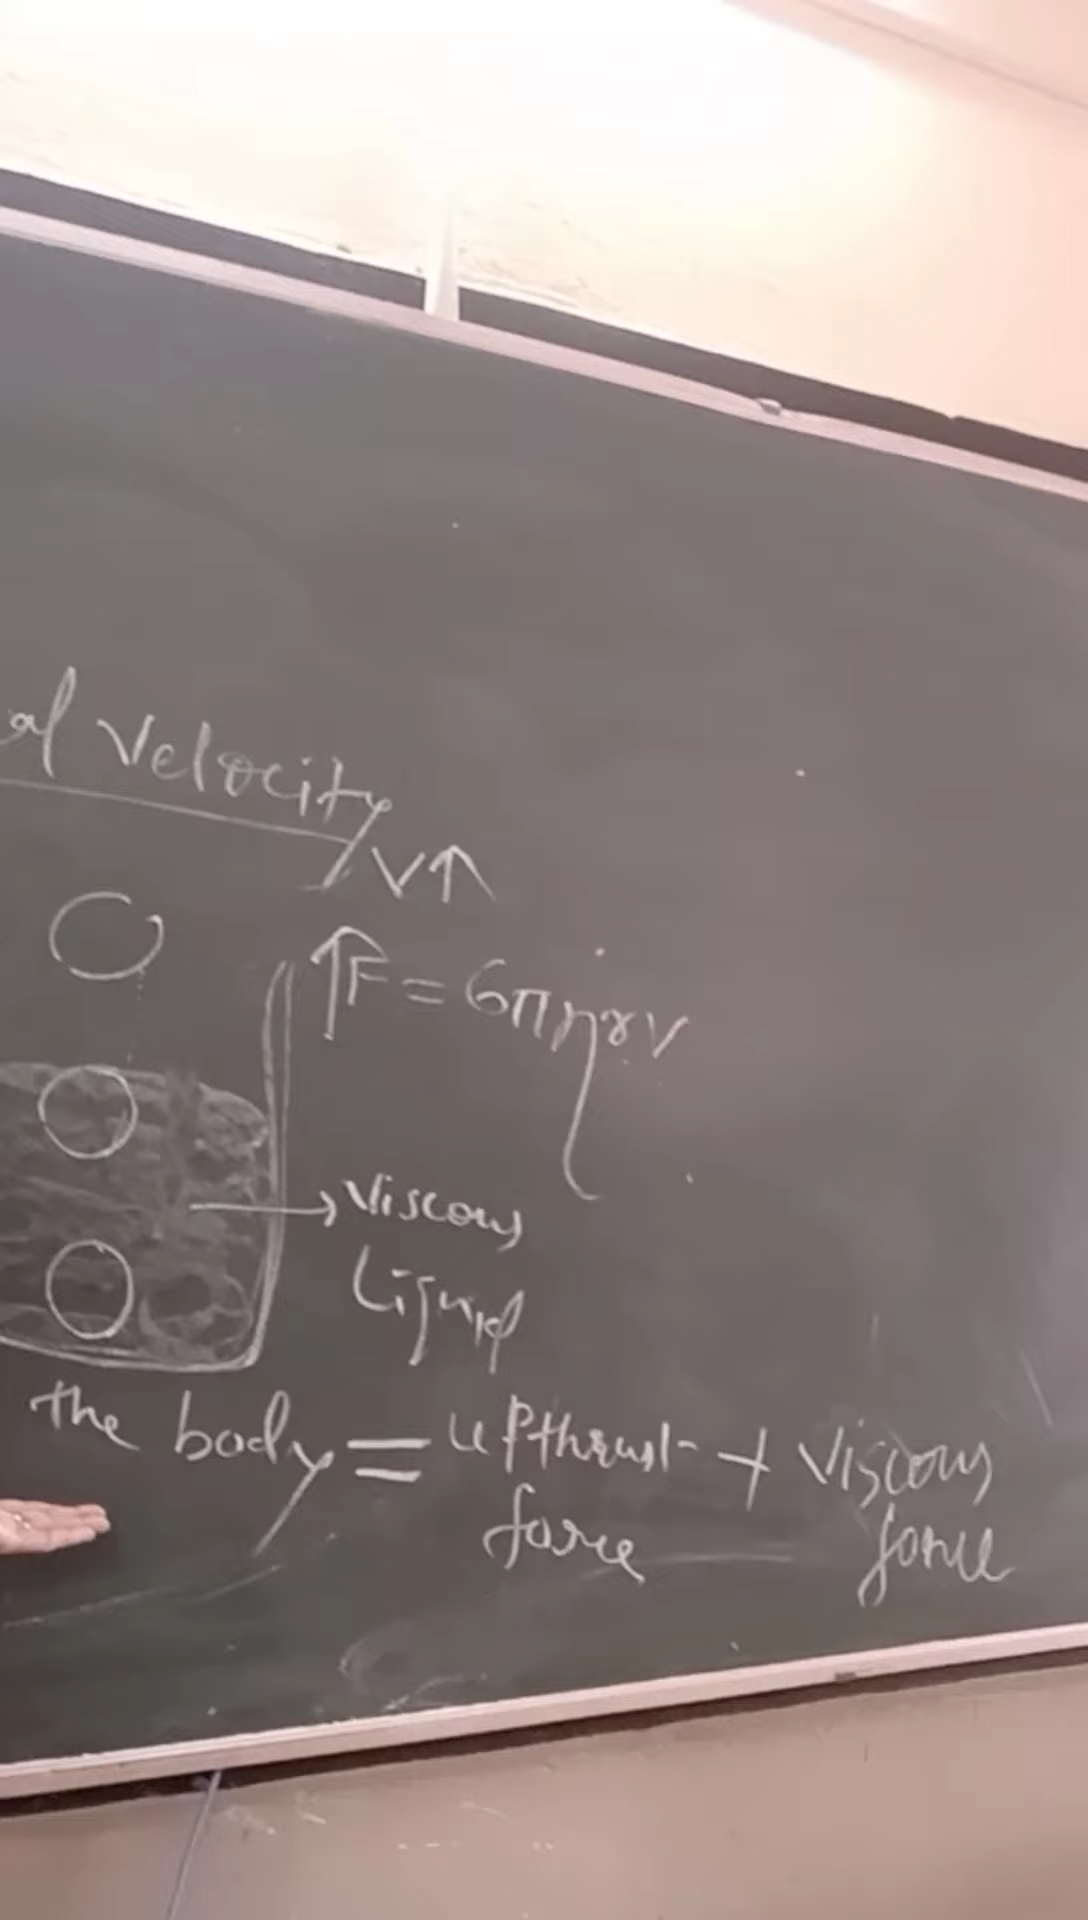 al Velocity
V↑
↑F = 6πηrv
Viscous
Liquid
the body = upthrust + Viscous
force force